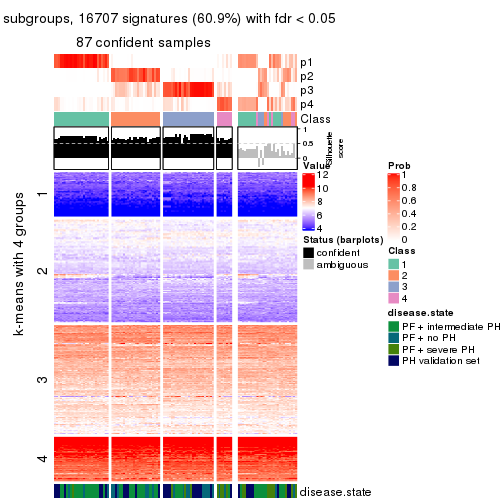 subgroups, 16707 signatures (60.9%) with fdr < 0.05
87 confident samples
p1
p2
p3
p4
Class
1
0.5
0
Silhouette
score
k-means with 4 groups
1
2
3
4
disease.state
Value
12
10
8
6
4
Status (barplots)
confident
ambiguous
Prob
1
0.8
0.6
0.4
0.2
0
Class
1
2
3
4
disease.state
PF + intermediate PH
PF + no PH
PF + severe PH
PH validation set